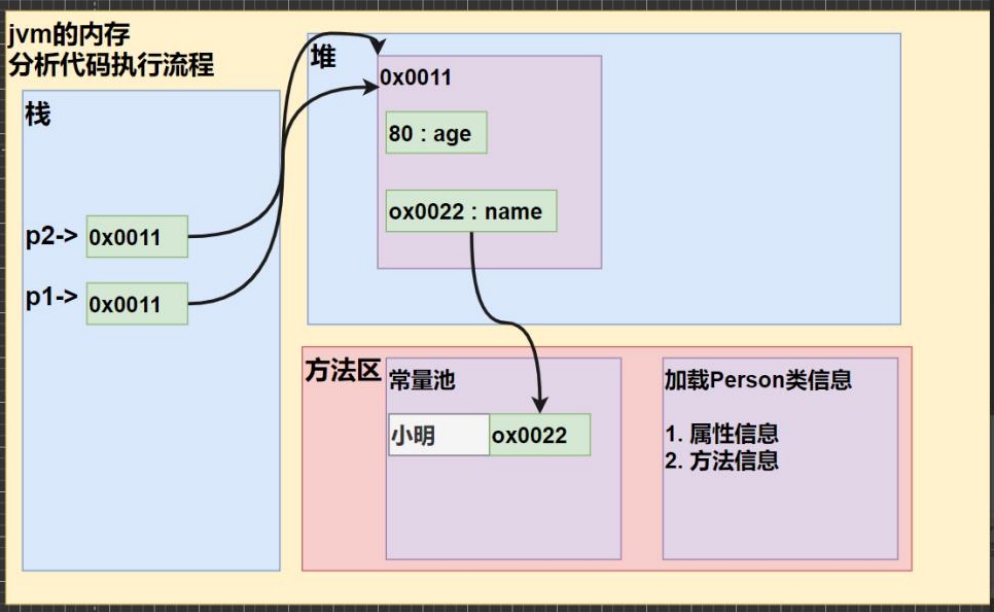 jvm的内存
分析代码执行流程
栈
p2-> 0x0011
p1-> 0x0011
堆
0x0011
80 : age
ox0022 : name
方法区
常量池
小明 ox0022
加载Person类信息
1. 属性信息
2. 方法信息